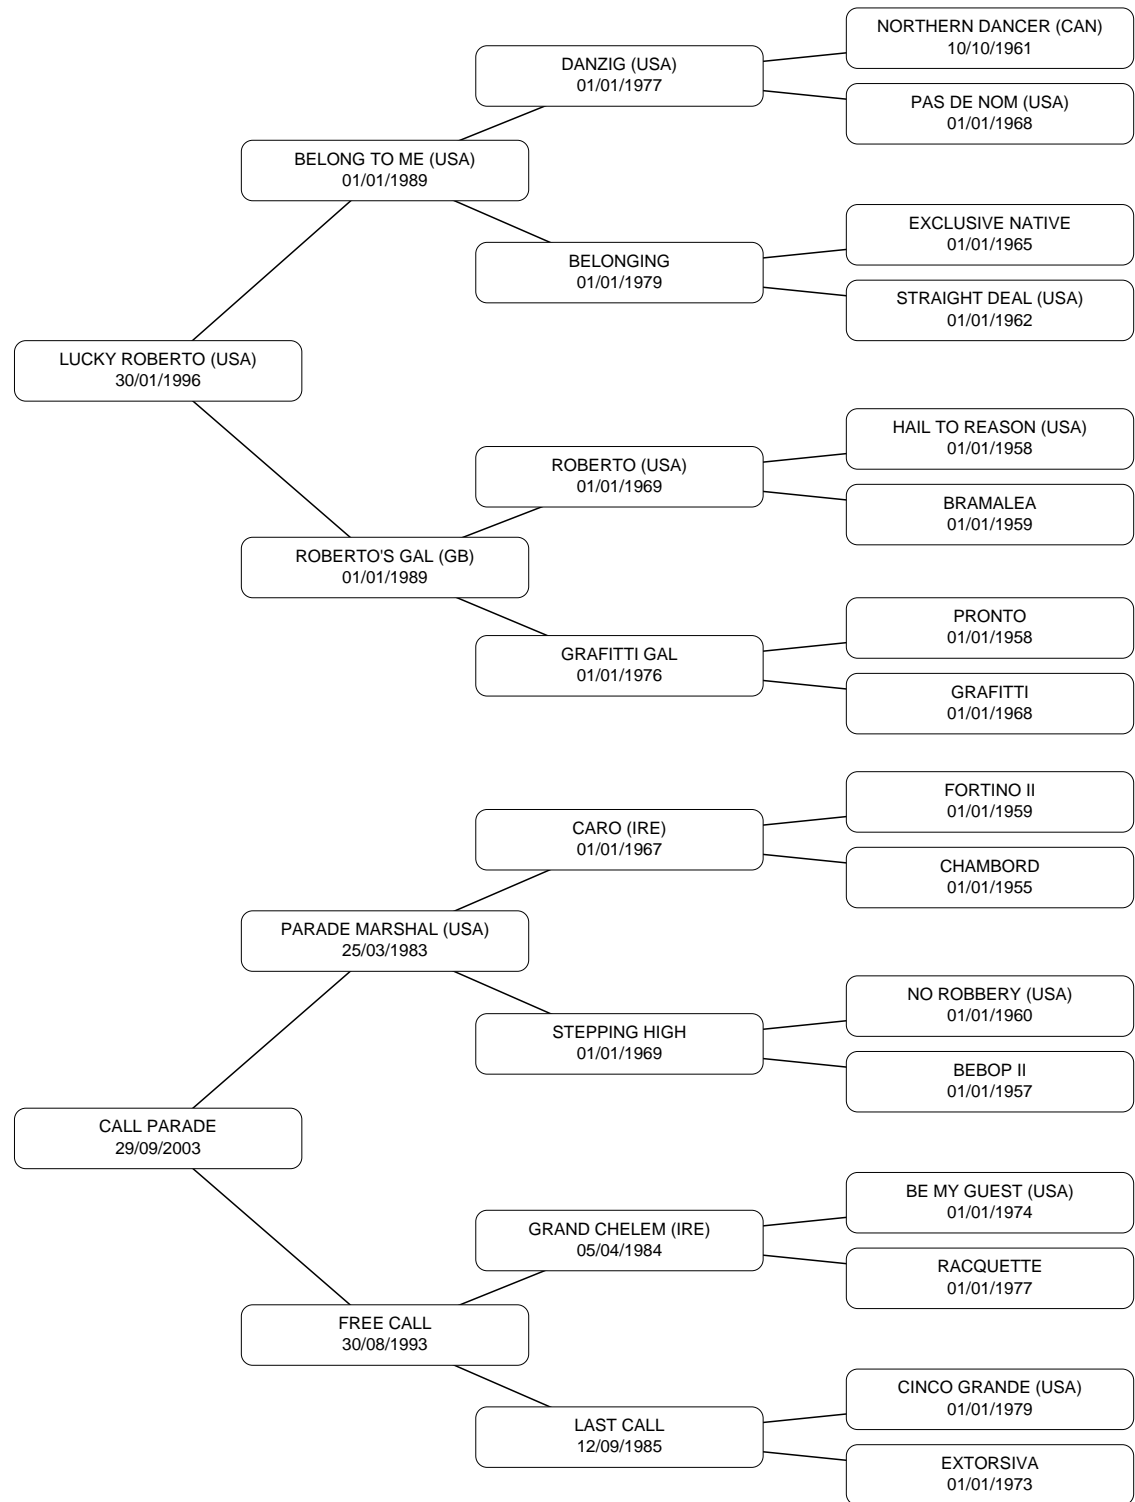 NORTHERN DANCER (CAN)
10/10/1961
DANZIG (USA)
01/01/1977
PAS DE NOM (USA)
01/01/1968
BELONG TO ME (USA)
01/01/1989
EXCLUSIVE NATIVE
01/01/1965
BELONGING
01/01/1979
STRAIGHT DEAL (USA)
01/01/1962
LUCKY ROBERTO (USA)
30/01/1996
HAIL TO REASON (USA)
01/01/1958
ROBERTO (USA)
01/01/1969
BRAMALEA
01/01/1959
ROBERTO'S GAL (GB)
01/01/1989
PRONTO
01/01/1958
GRAFITTI GAL
01/01/1976
GRAFITTI
01/01/1968
FORTINO II
01/01/1959
CARO (IRE)
01/01/1967
CHAMBORD
01/01/1955
PARADE MARSHAL (USA)
25/03/1983
NO ROBBERY (USA)
01/01/1960
STEPPING HIGH
01/01/1969
BEBOP II
01/01/1957
CALL PARADE
29/09/2003
BE MY GUEST (USA)
01/01/1974
GRAND CHELEM (IRE)
05/04/1984
RACQUETTE
01/01/1977
FREE CALL
30/08/1993
CINCO GRANDE (USA)
01/01/1979
LAST CALL
12/09/1985
EXTORSIVA
01/01/1973